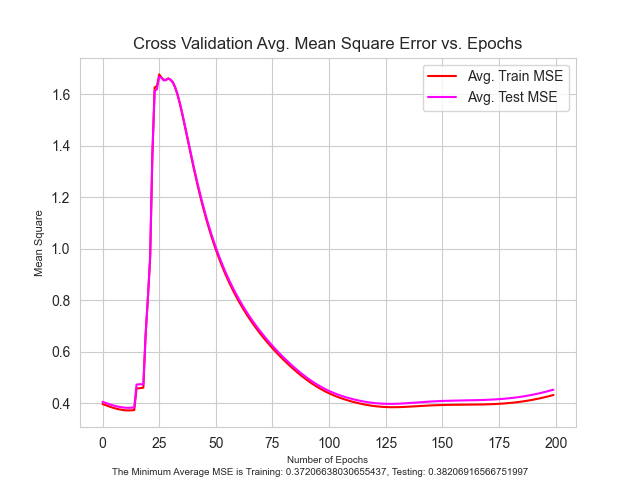 Cross Validation Avg. Mean Square Error vs. Epochs
Avg. Train MSE
Avg. Test MSE
1.6
1.4
1.2
1.0
0.8
0.6
0.4
Mean Square
0 25 50 75 100 125 150 175 200
Number of Epochs
The Minimum Average MSE is Training: 0.37206638030655437, Testing: 0.38206916566751997